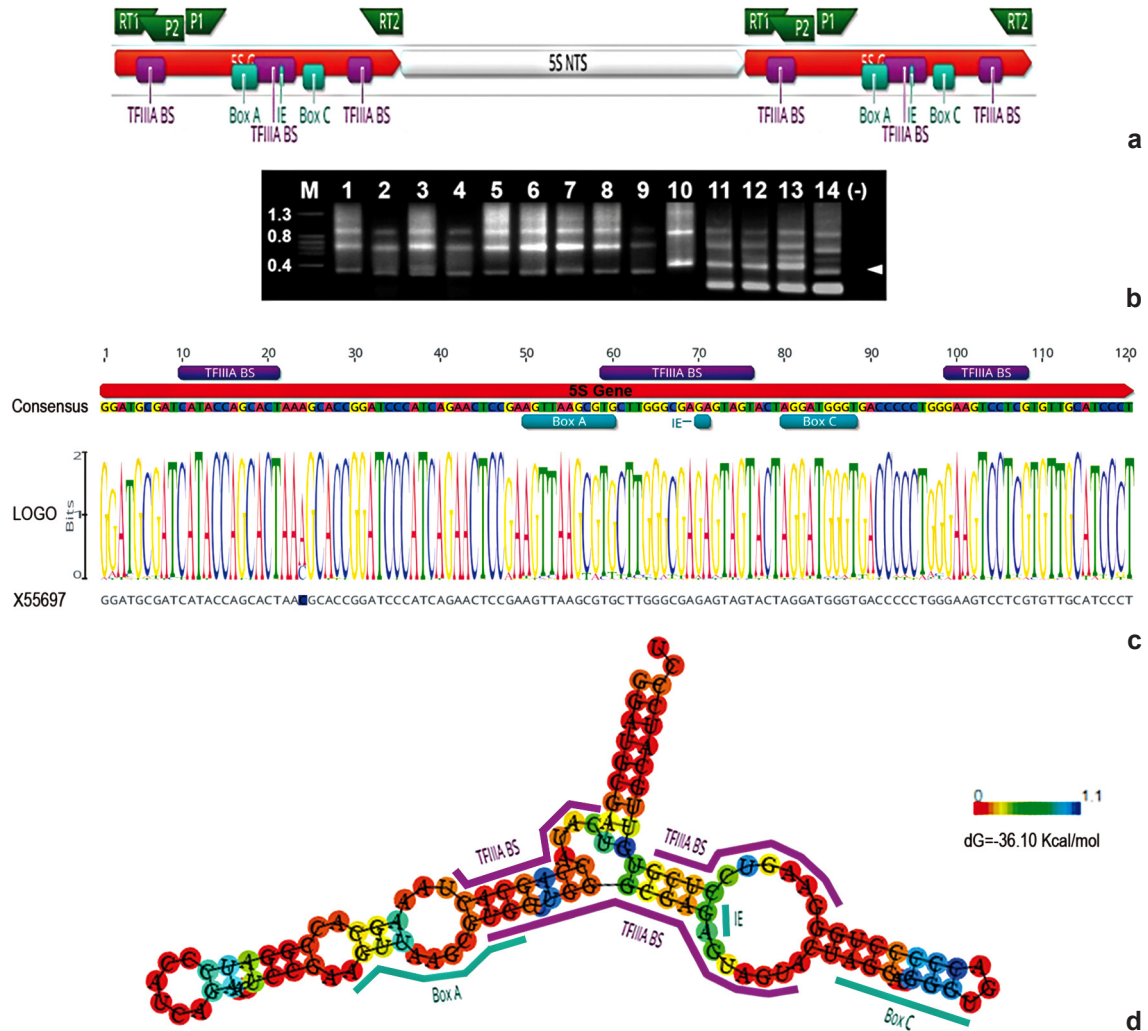 RT1 P2 P1 RT2 RT1 P2 P1 RT2
5S G 5S NTS 5S G
TFIIIA BS Box A IE Box C TFIIIA BS TFIIIA BS Box A IE Box C TFIIIA BS
TFIIIA BS TFIIIA BS
a
M 1 2 3 4 5 6 7 8 9 10 11 12 13 14 (-)
1.3
0.8
0.4
b
1 10 20 30 40 50 60 70 80 90 100 110 120
TFIIIA BS TFIIIA BS TFIIIA BS
5S Gene
Consensus GGATGCGATCATACCAGCACTAAAGCACCGGATCCCATCAGAACTCCGAAGTTAAGCGTGCTTGGGCGAGAGTAGTACTAGGATGGGTGACCCCCTGGGAAGTCCTCGTGTTGCATCCCT
Box A IE Box C
2
LOGO
Bits
1
0
X55697 GGATGCGATCATACCAGCACTAACGCACCGGATCCCATCAGAACTCCGAAGTTAAGCGTGCTTGGGCGAGAGTAGTACTAGGATGGGTGACCCCCTGGGAAGTCCTCGTGTTGCATCCCT
c
0 1.1
dG=-36.10 Kcal/mol
TFIIIA BS
TFIIIA BS
IE
TFIIIA BS
Box A
Box C
d